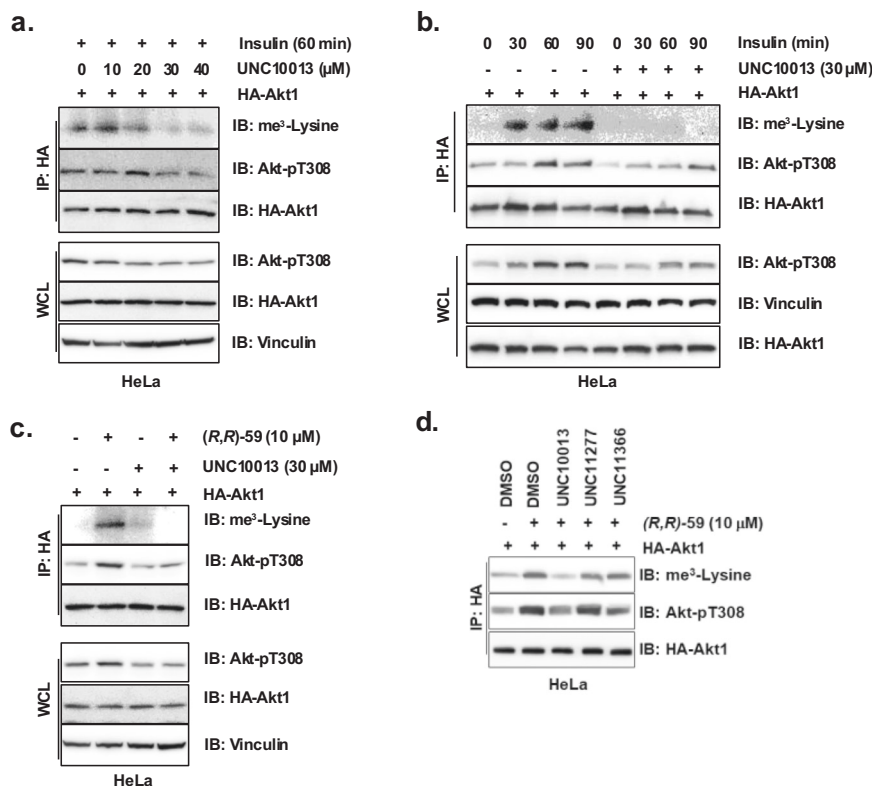 a.
+ + + + + Insulin (60 min)
0 10 20 30 40 UNC10013 (µM)
+ + + + + HA-Akt1
IP: HA
IB: me³-Lysine
IB: Akt-pT308
IB: HA-Akt1
WCL
IB: Akt-pT308
IB: HA-Akt1
IB: Vinculin
HeLa
b.
0 30 60 90 0 30 60 90 Insulin (min)
- - - - + + + + UNC10013 (30 µM)
+ + + + + + + + HA-Akt1
IP: HA
IB: me³-Lysine
IB: Akt-pT308
IB: HA-Akt1
WCL
IB: Akt-pT308
IB: Vinculin
IB: HA-Akt1
HeLa
c.
- + - + (R,R)-59 (10 µM)
- - + + UNC10013 (30 µM)
+ + + + HA-Akt1
IP: HA
IB: me³-Lysine
IB: Akt-pT308
IB: HA-Akt1
WCL
IB: Akt-pT308
IB: HA-Akt1
IB: Vinculin
HeLa
d.
DMSO DMSO UNC10013 UNC11277 UNC11366
- + + + + (R,R)-59 (10 µM)
+ + + + + HA-Akt1
IP: HA
IB: me³-Lysine
IB: Akt-pT308
IB: HA-Akt1
HeLa